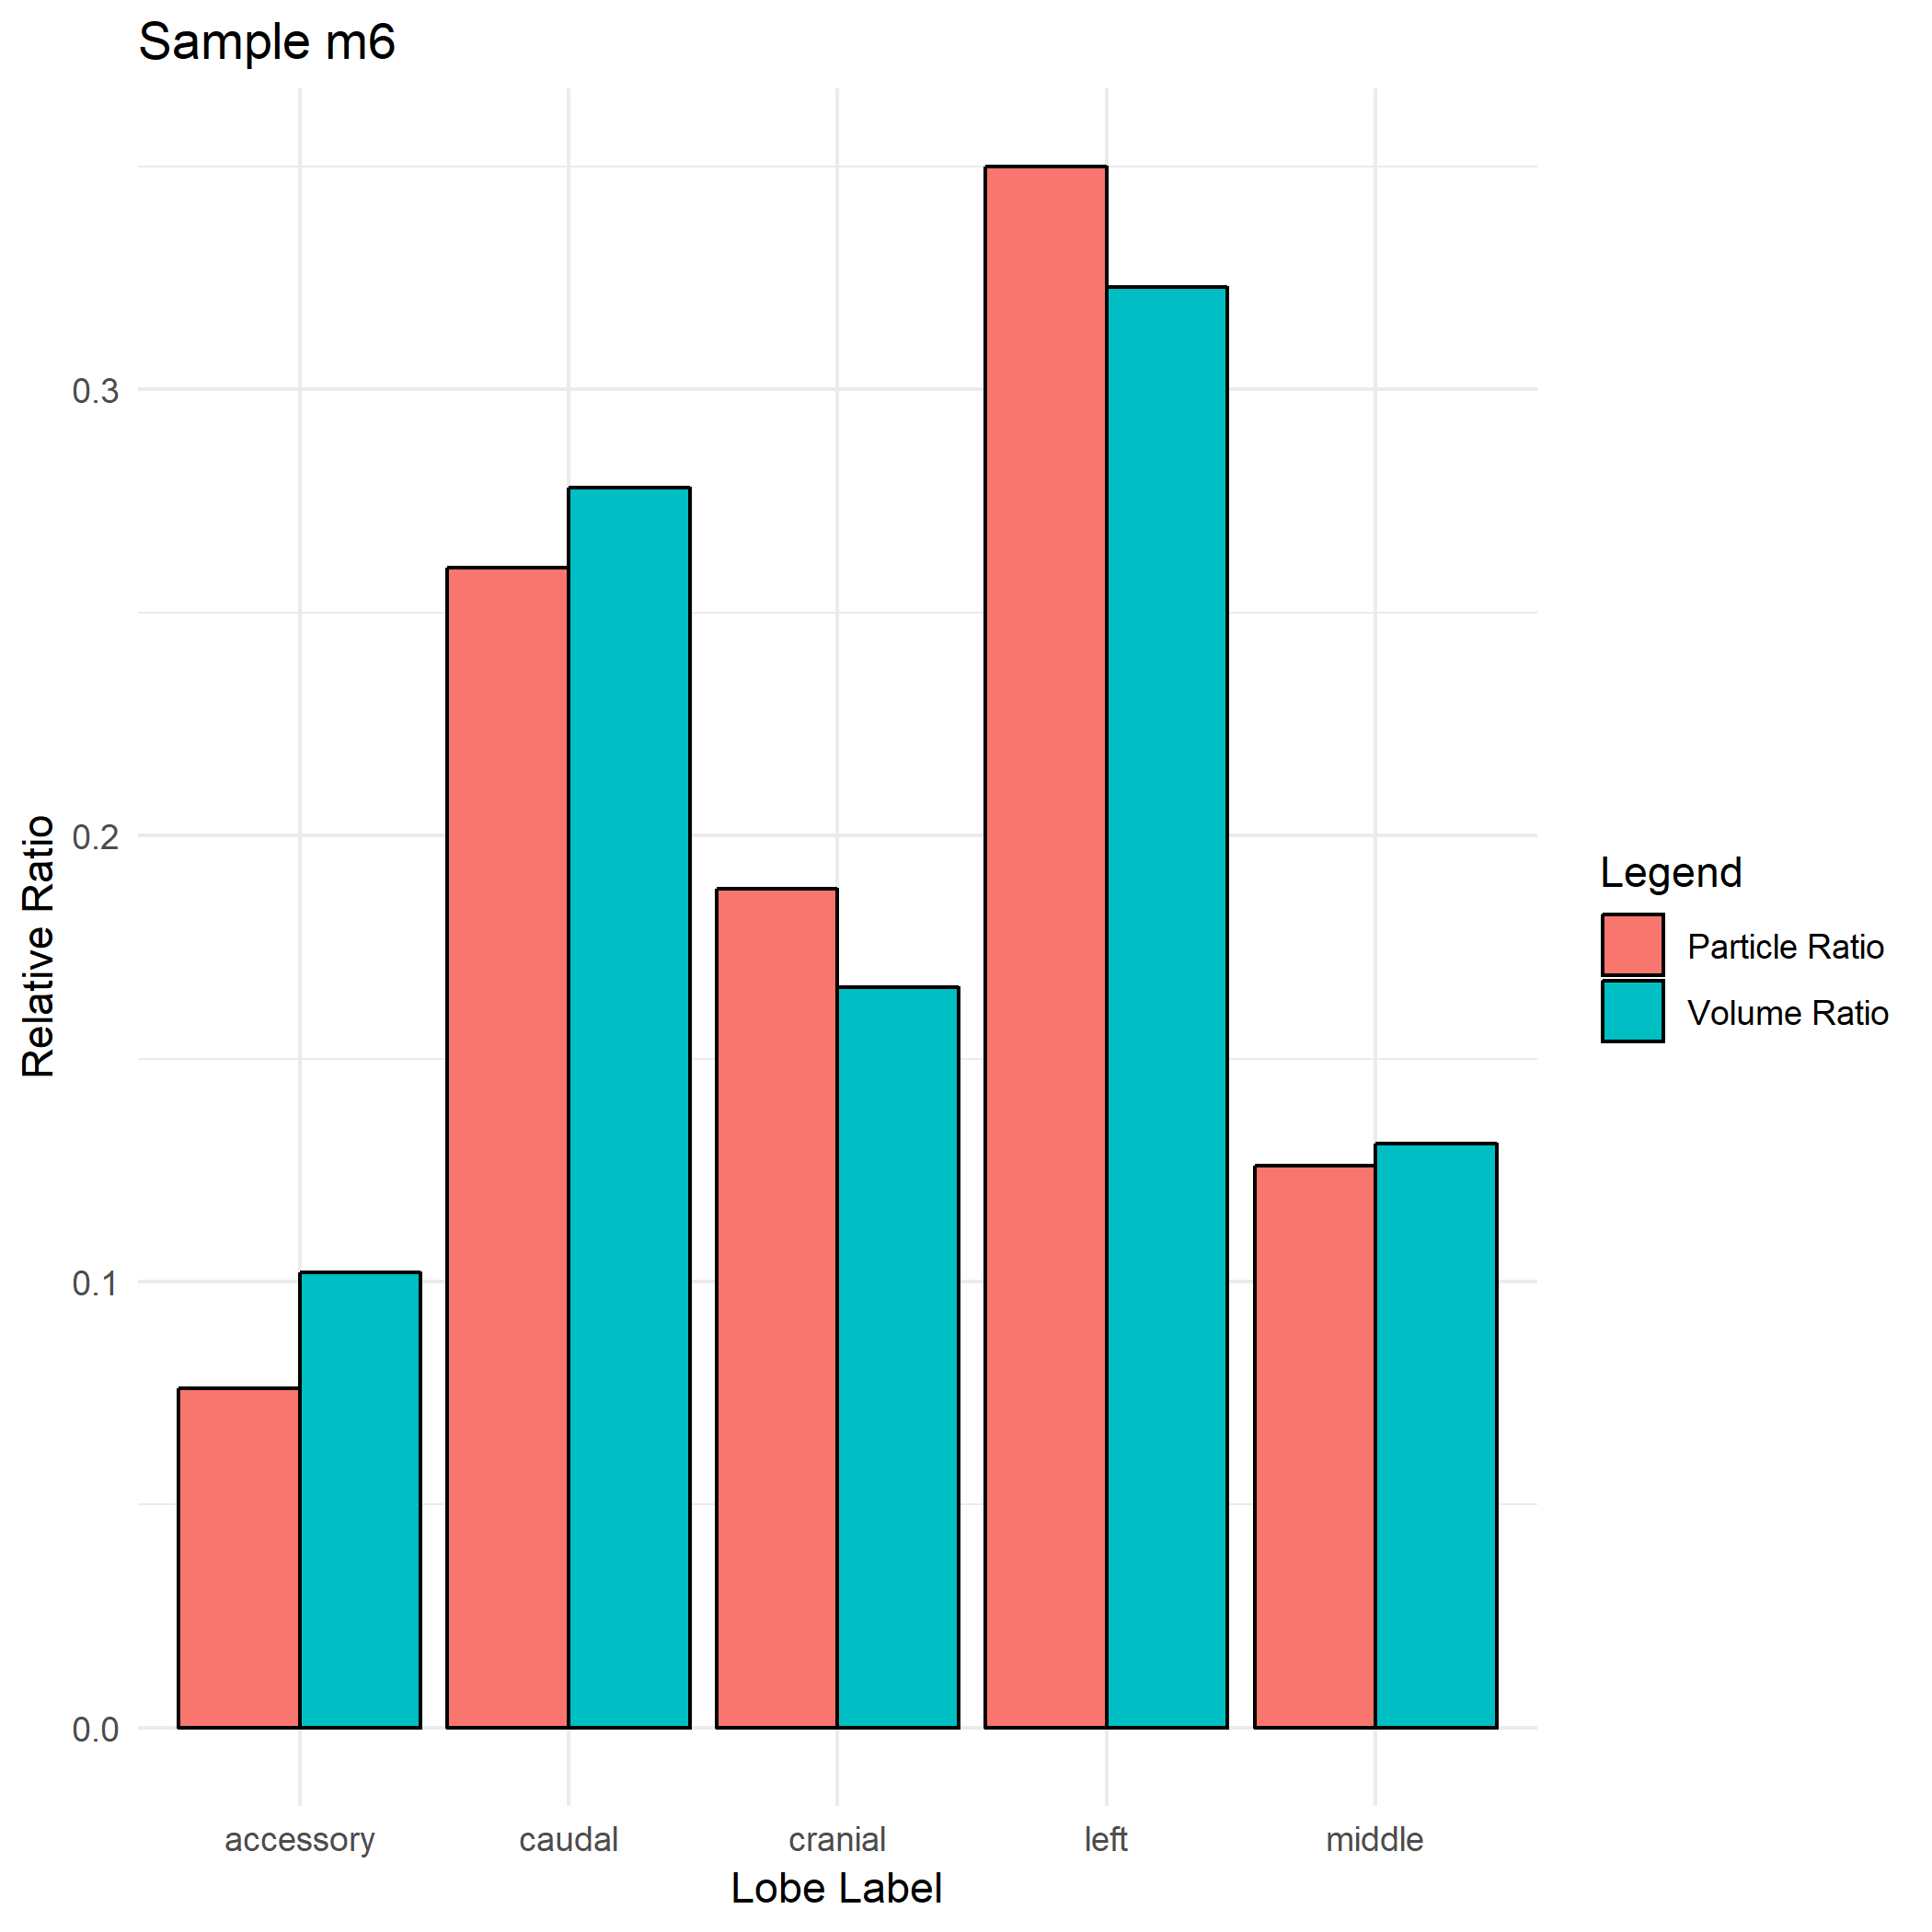 Sample m6
Relative Ratio
0.3
0.2
0.1
0.0
accessory caudal cranial left middle
Lobe Label
Legend
Particle Ratio
Volume Ratio